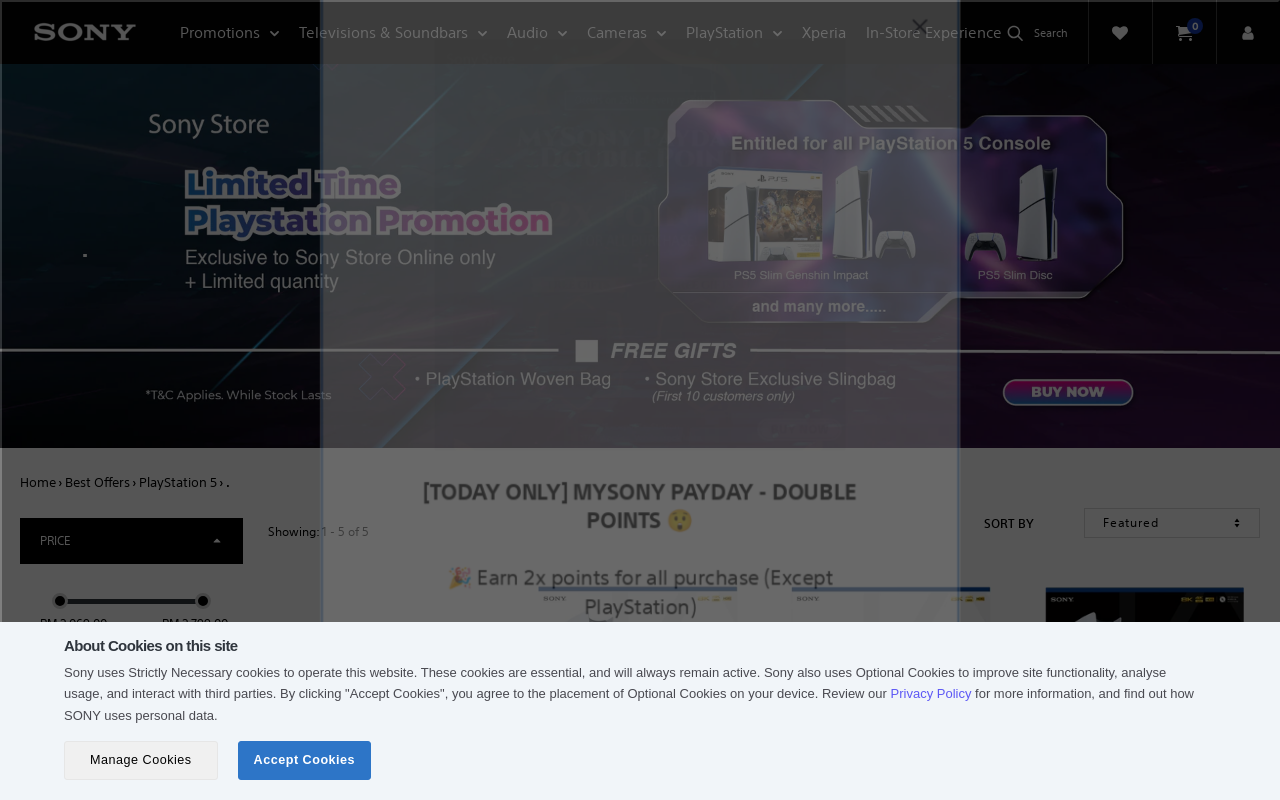 SONY
Promotions
Televisions & Soundbars
Audio
Cameras
PlayStation
Xperia
In-Store Experience
Search
0
Sony Store
Limited Time
Playstation Promotion
Exclusive to Sony Store Online only
+ Limited quantity
Entitled for all PlayStation 5 Console
PS5 Slim Genshin Impact
PS5 Slim Disc
and many more.....
FREE GIFTS
• PlayStation Woven Bag
• Sony Store Exclusive Slingbag
(First 10 customers only)
*T&C Applies. While Stock Lasts
BUY NOW
Home › Best Offers › PlayStation 5 › .
[TODAY ONLY] MYSONY PAYDAY - DOUBLE
POINTS 😲
PRICE
Showing: 1 - 5 of 5
SORT BY
Featured
🎉 Earn 2x points for all purchase (Except
PlayStation)
SONY
SONY
SONY
About Cookies on this site
Sony uses Strictly Necessary cookies to operate this website. These cookies are essential, and will always remain active. Sony also uses Optional Cookies to improve site functionality, analyse
usage, and interact with third parties. By clicking "Accept Cookies", you agree to the placement of Optional Cookies on your device. Review our Privacy Policy for more information, and find out how
SONY uses personal data.
Manage Cookies
Accept Cookies